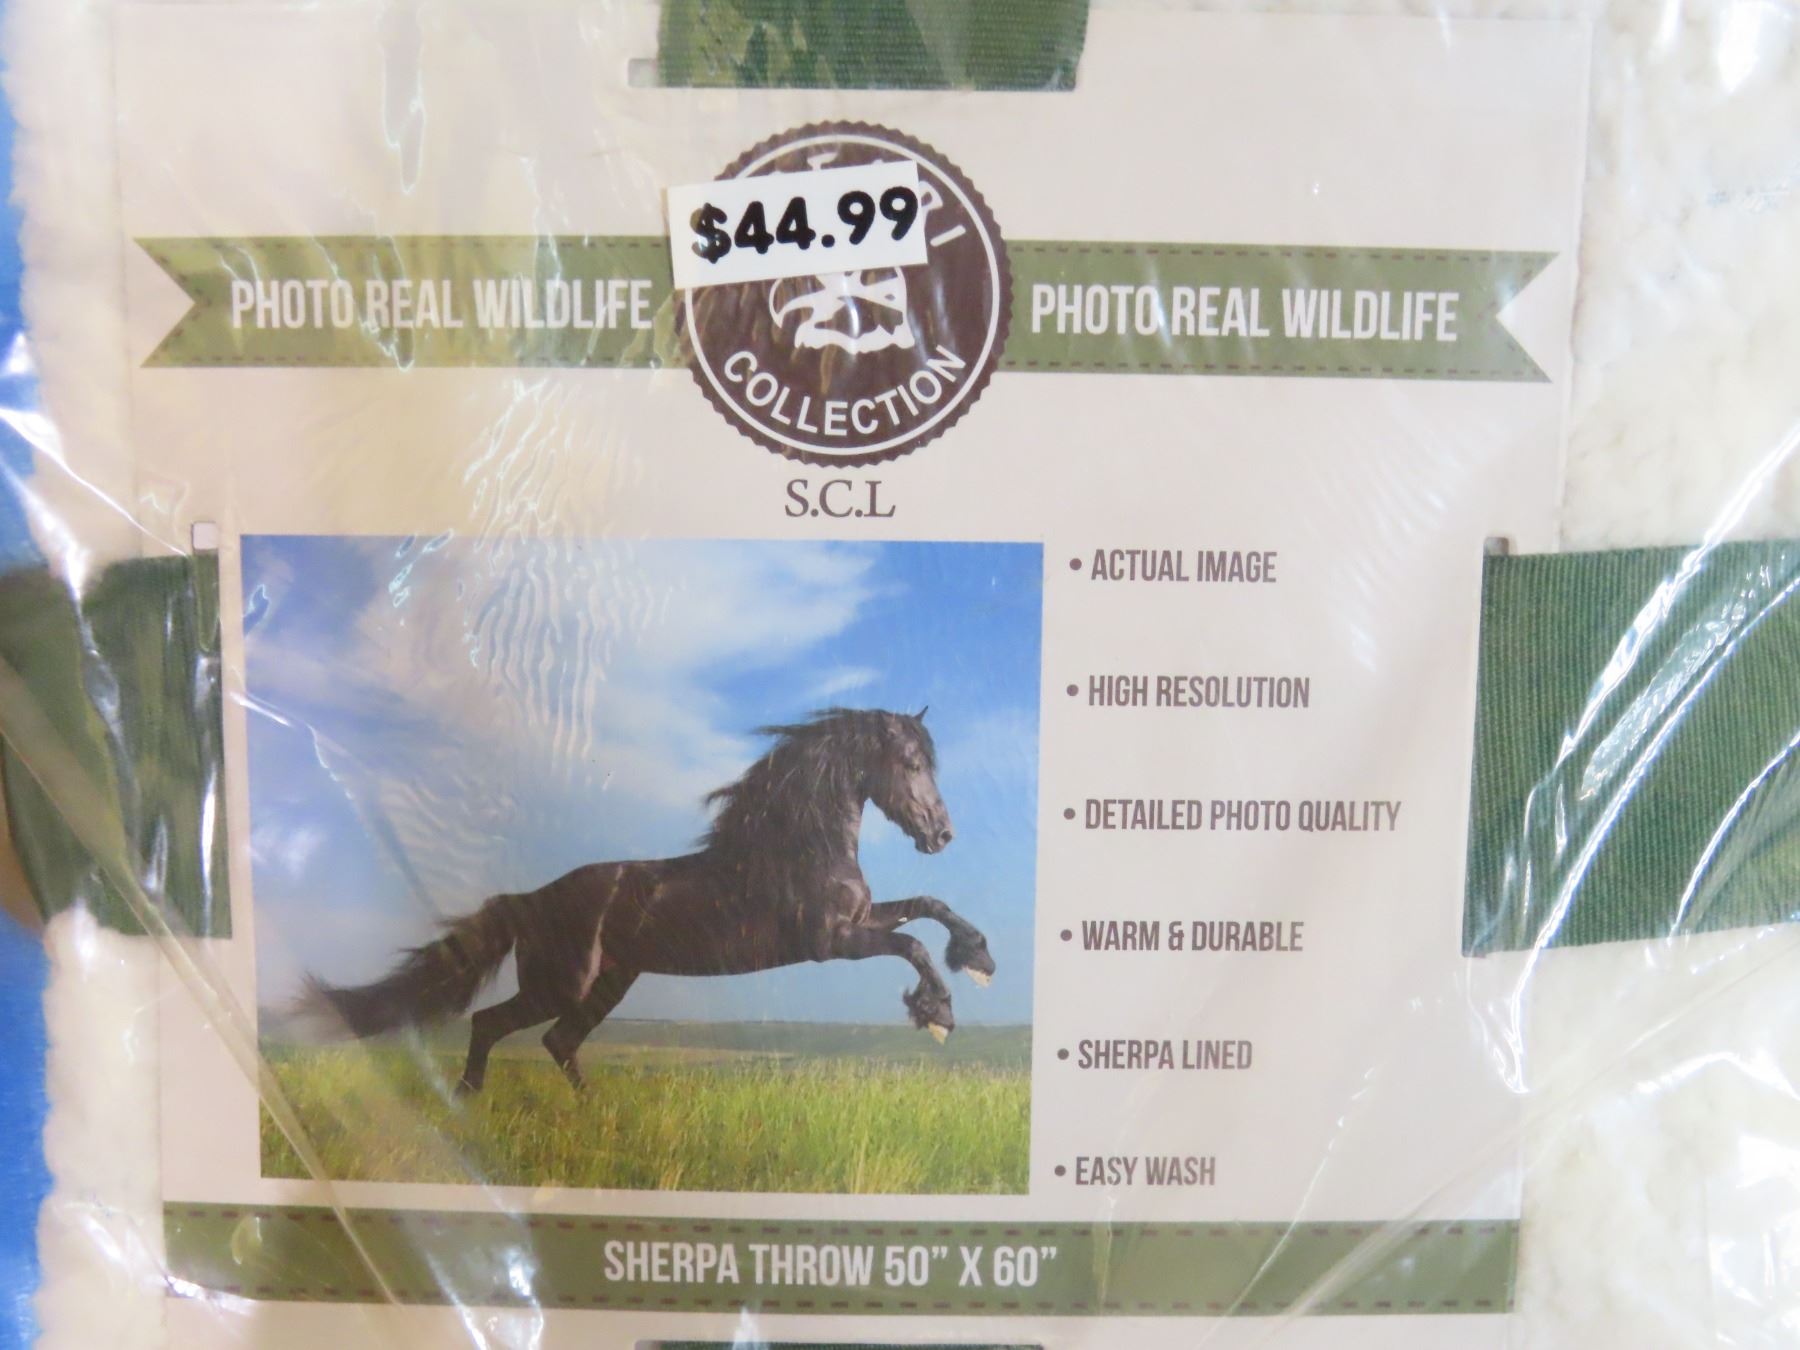 $44.99
PHOTO REAL WILDLIFE
PHOTO REAL WILDLIFE
COLLECTION
S.C.L
• ACTUAL IMAGE
• HIGH RESOLUTION
• DETAILED PHOTO QUALITY
• WARM & DURABLE
• SHERPA LINED
• EASY WASH
SHERPA THROW 50” X 60”